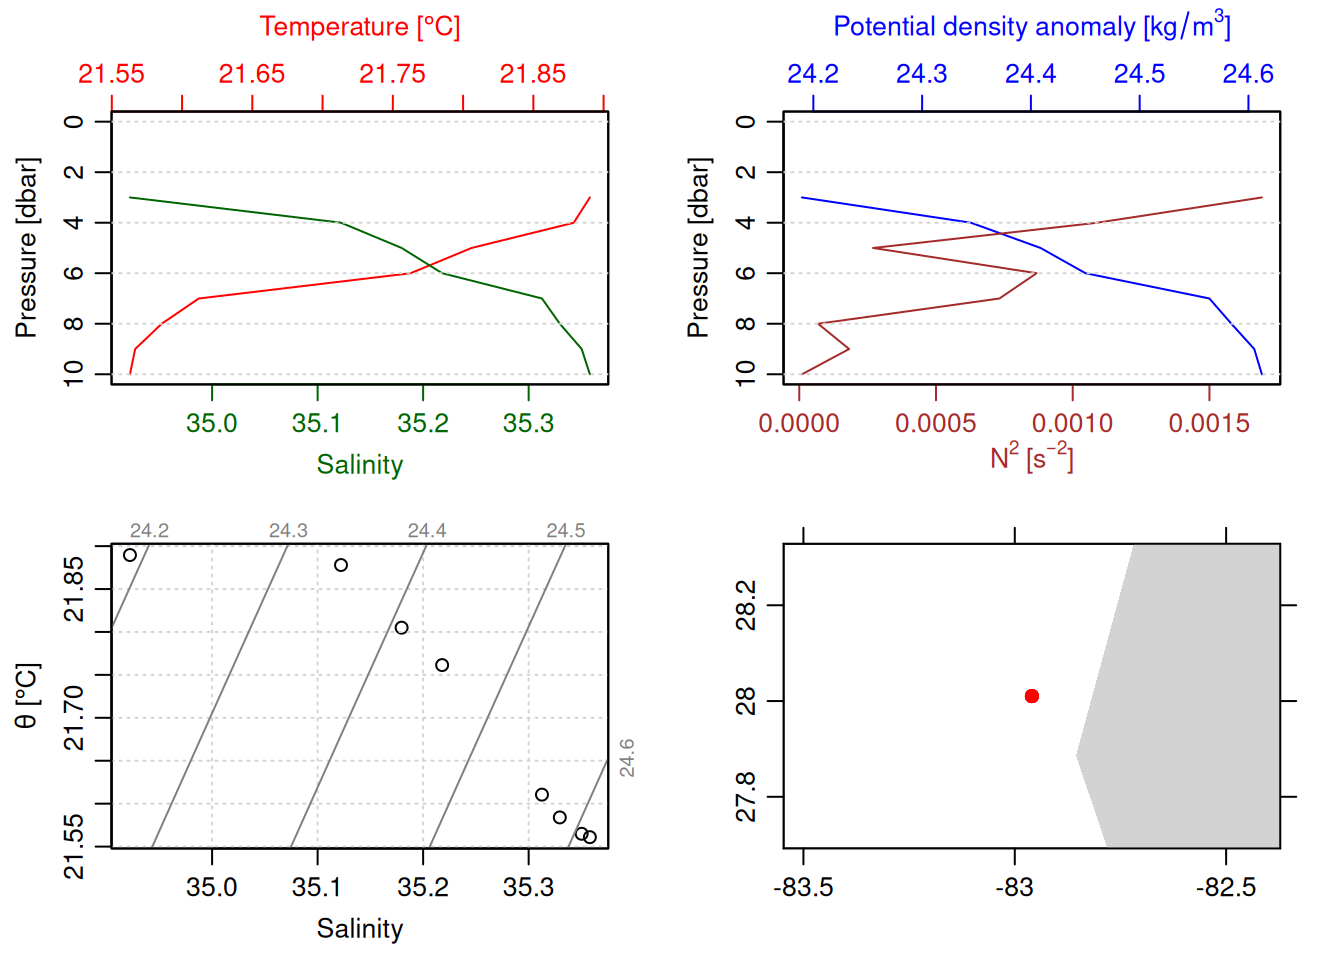 Temperature [°C]
21.55 21.65 21.75 21.85
Pressure [dbar]
0 2 4 6 8 10
35.0 35.1 35.2 35.3
Salinity
Potential density anomaly [kg/m³]
24.2 24.3 24.4 24.5 24.6
Pressure [dbar]
0 2 4 6 8 10
0.0000 0.0005 0.0010 0.0015
N² [s⁻²]
24.2 24.3 24.4 24.5
24.6
θ [°C]
21.85 21.70 21.55
35.0 35.1 35.2 35.3
Salinity
28.2 28 27.8
-83.5 -83 -82.5